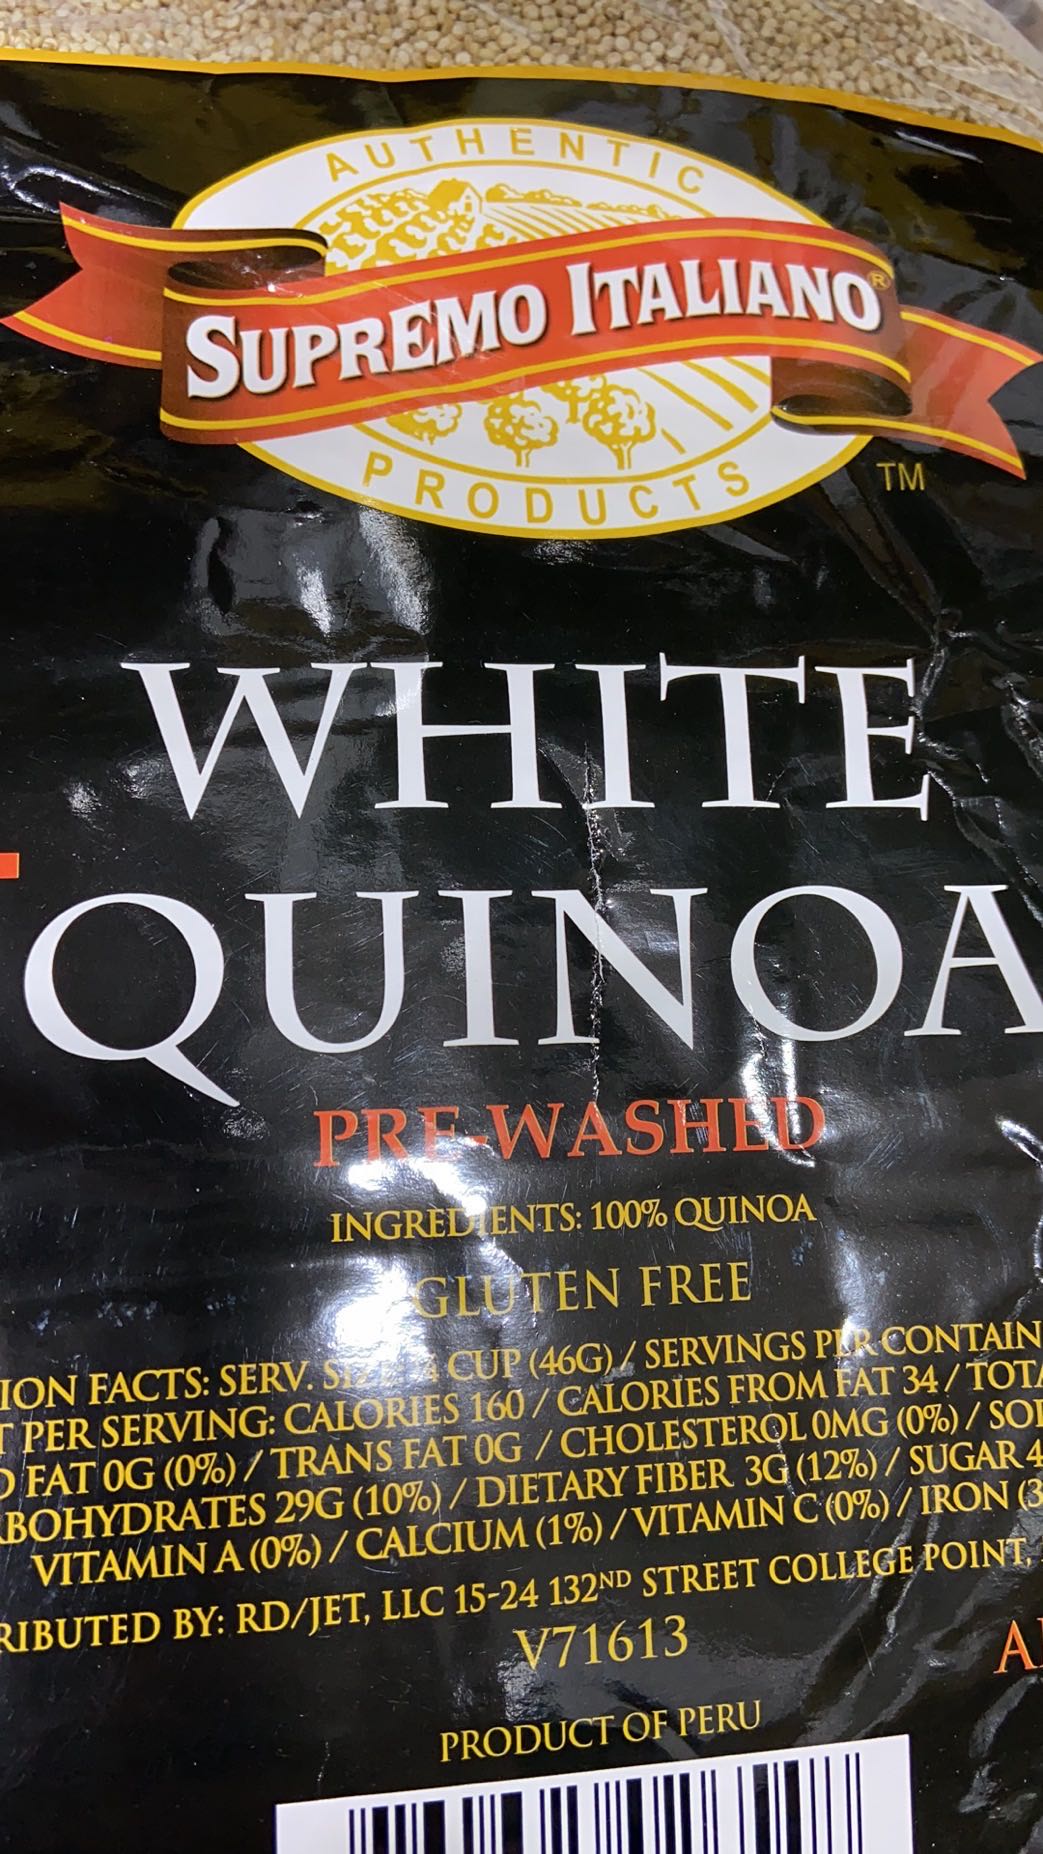 AUTHENTIC
SUPREMO ITALIANO®
PRODUCTS
TM
WHITE
QUINOA
PRE-WASHED
INGREDIENTS: 100% QUINOA
GLUTEN FREE
ION FACTS: SERV. CUP (46G) / SERVINGS PER CONTAIN
T PER SERVING: CALORIES 160 / CALORIES FROM FAT 34 / TOTA
D FAT 0G (0%) / TRANS FAT 0G / CHOLESTEROL 0MG (0%) / SOD
RBOHYDRATES 29G (10%) / DIETARY FIBER 3G (12%) / SUGAR 4
VITAMIN A (0%) / CALCIUM (1%) / VITAMIN C (0%) / IRON (3
RIBUTED BY: RD/JET, LLC 15-24 132ND STREET COLLEGE POINT,
V71613
PRODUCT OF PERU